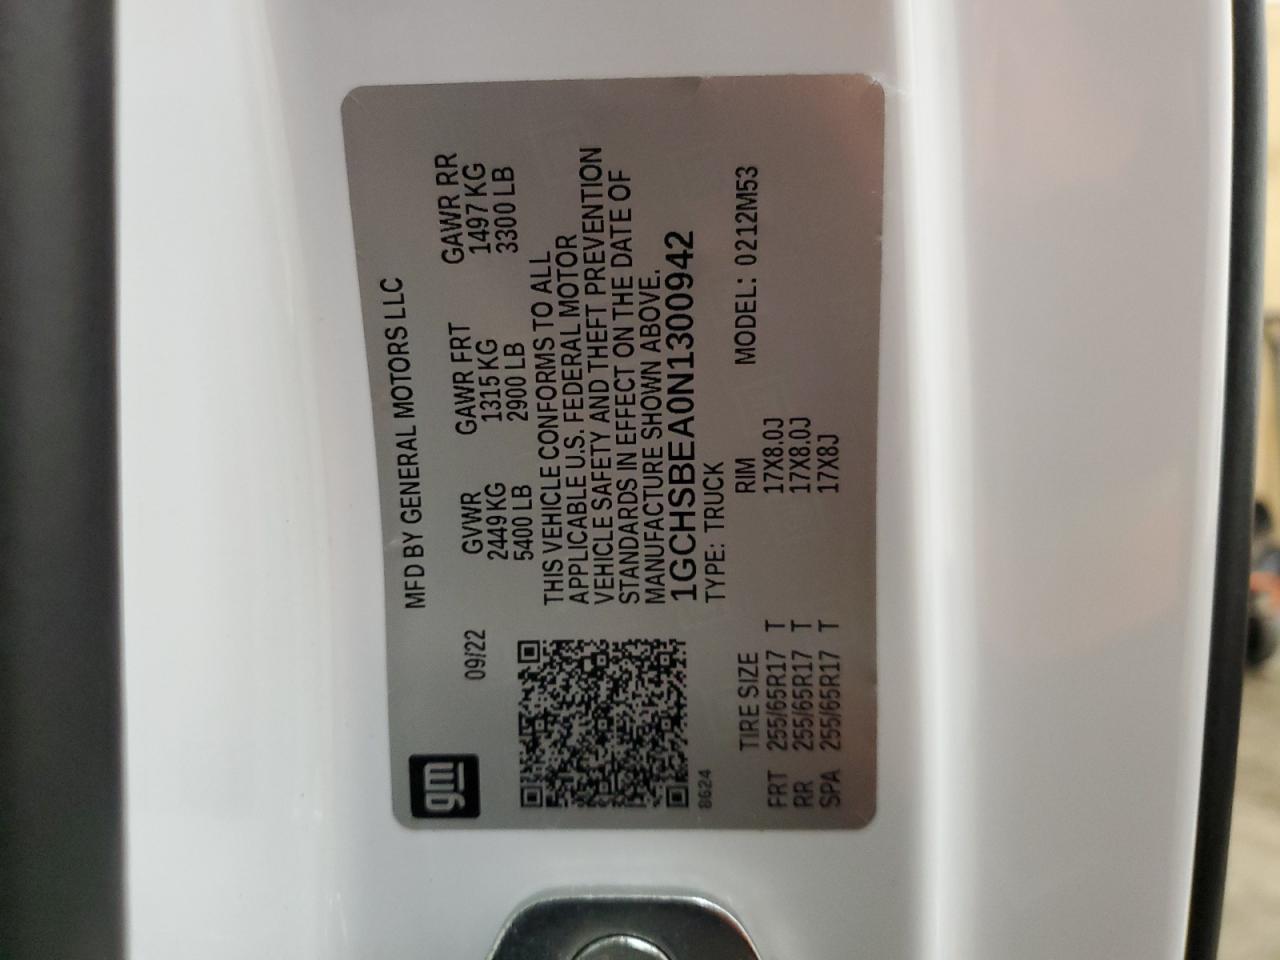 gm
MFD BY GENERAL MOTORS LLC
09/22
GVWR GAWR FRT GAWR RR
2449 KG 1315 KG 1497 KG
5400 LB 2900 LB 3300 LB
THIS VEHICLE CONFORMS TO ALL
APPLICABLE U.S. FEDERAL MOTOR
VEHICLE SAFETY AND THEFT PREVENTION
STANDARDS IN EFFECT ON THE DATE OF
MANUFACTURE SHOWN ABOVE.
1GCHSBEA0N1300942
8624 TYPE: TRUCK
TIRE SIZE RIM MODEL: 0212M53
FRT 255/65R17 T 17X8.0J
RR 255/65R17 T 17X8.0J
SPA 255/65R17 T 17X8J